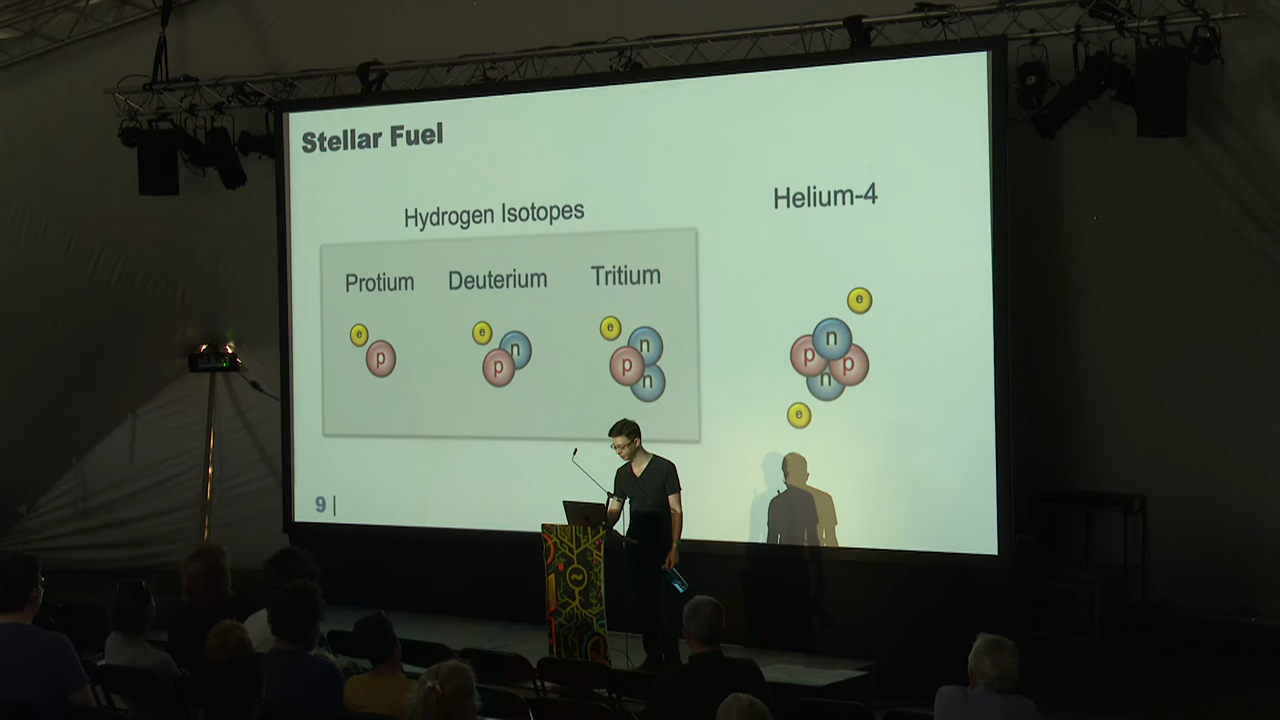 Stellar Fuel
Hydrogen Isotopes
Helium-4
Protium
Deuterium
Tritium
e
p
e
n
p
e
n
p
n
e
n
p
p
n
e
9 |